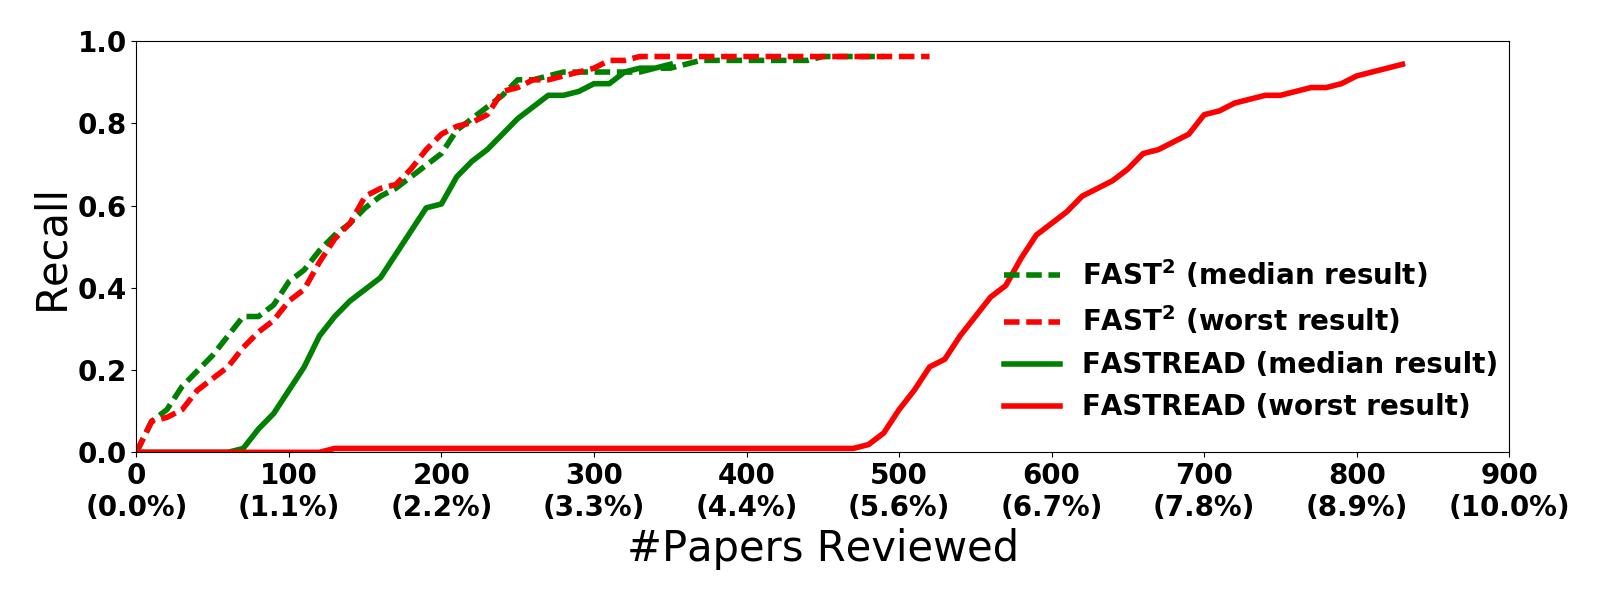 1.0
0.8
0.6
0.4
0.2
0.0
Recall
FAST² (median result)
FAST² (worst result)
FASTREAD (median result)
FASTREAD (worst result)
0 100 200 300 400 500 600 700 800 900
(0.0%) (1.1%) (2.2%) (3.3%) (4.4%) (5.6%) (6.7%) (7.8%) (8.9%) (10.0%)
#Papers Reviewed